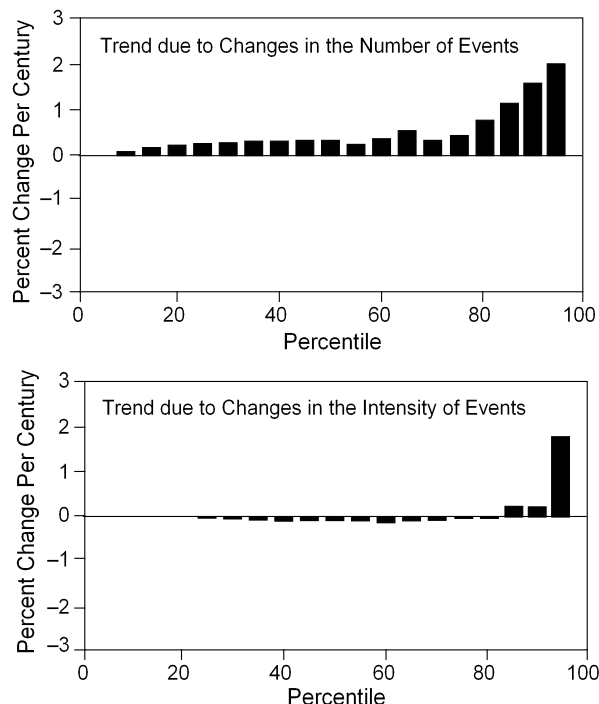 Trend due to Changes in the Number of Events
Percent Change Per Century
3
2
1
0
–1
–2
–3
0 20 40 60 80 100
Percentile
Trend due to Changes in the Intensity of Events
Percent Change Per Century
3
2
1
0
–1
–2
–3
0 20 40 60 80 100
Percentile